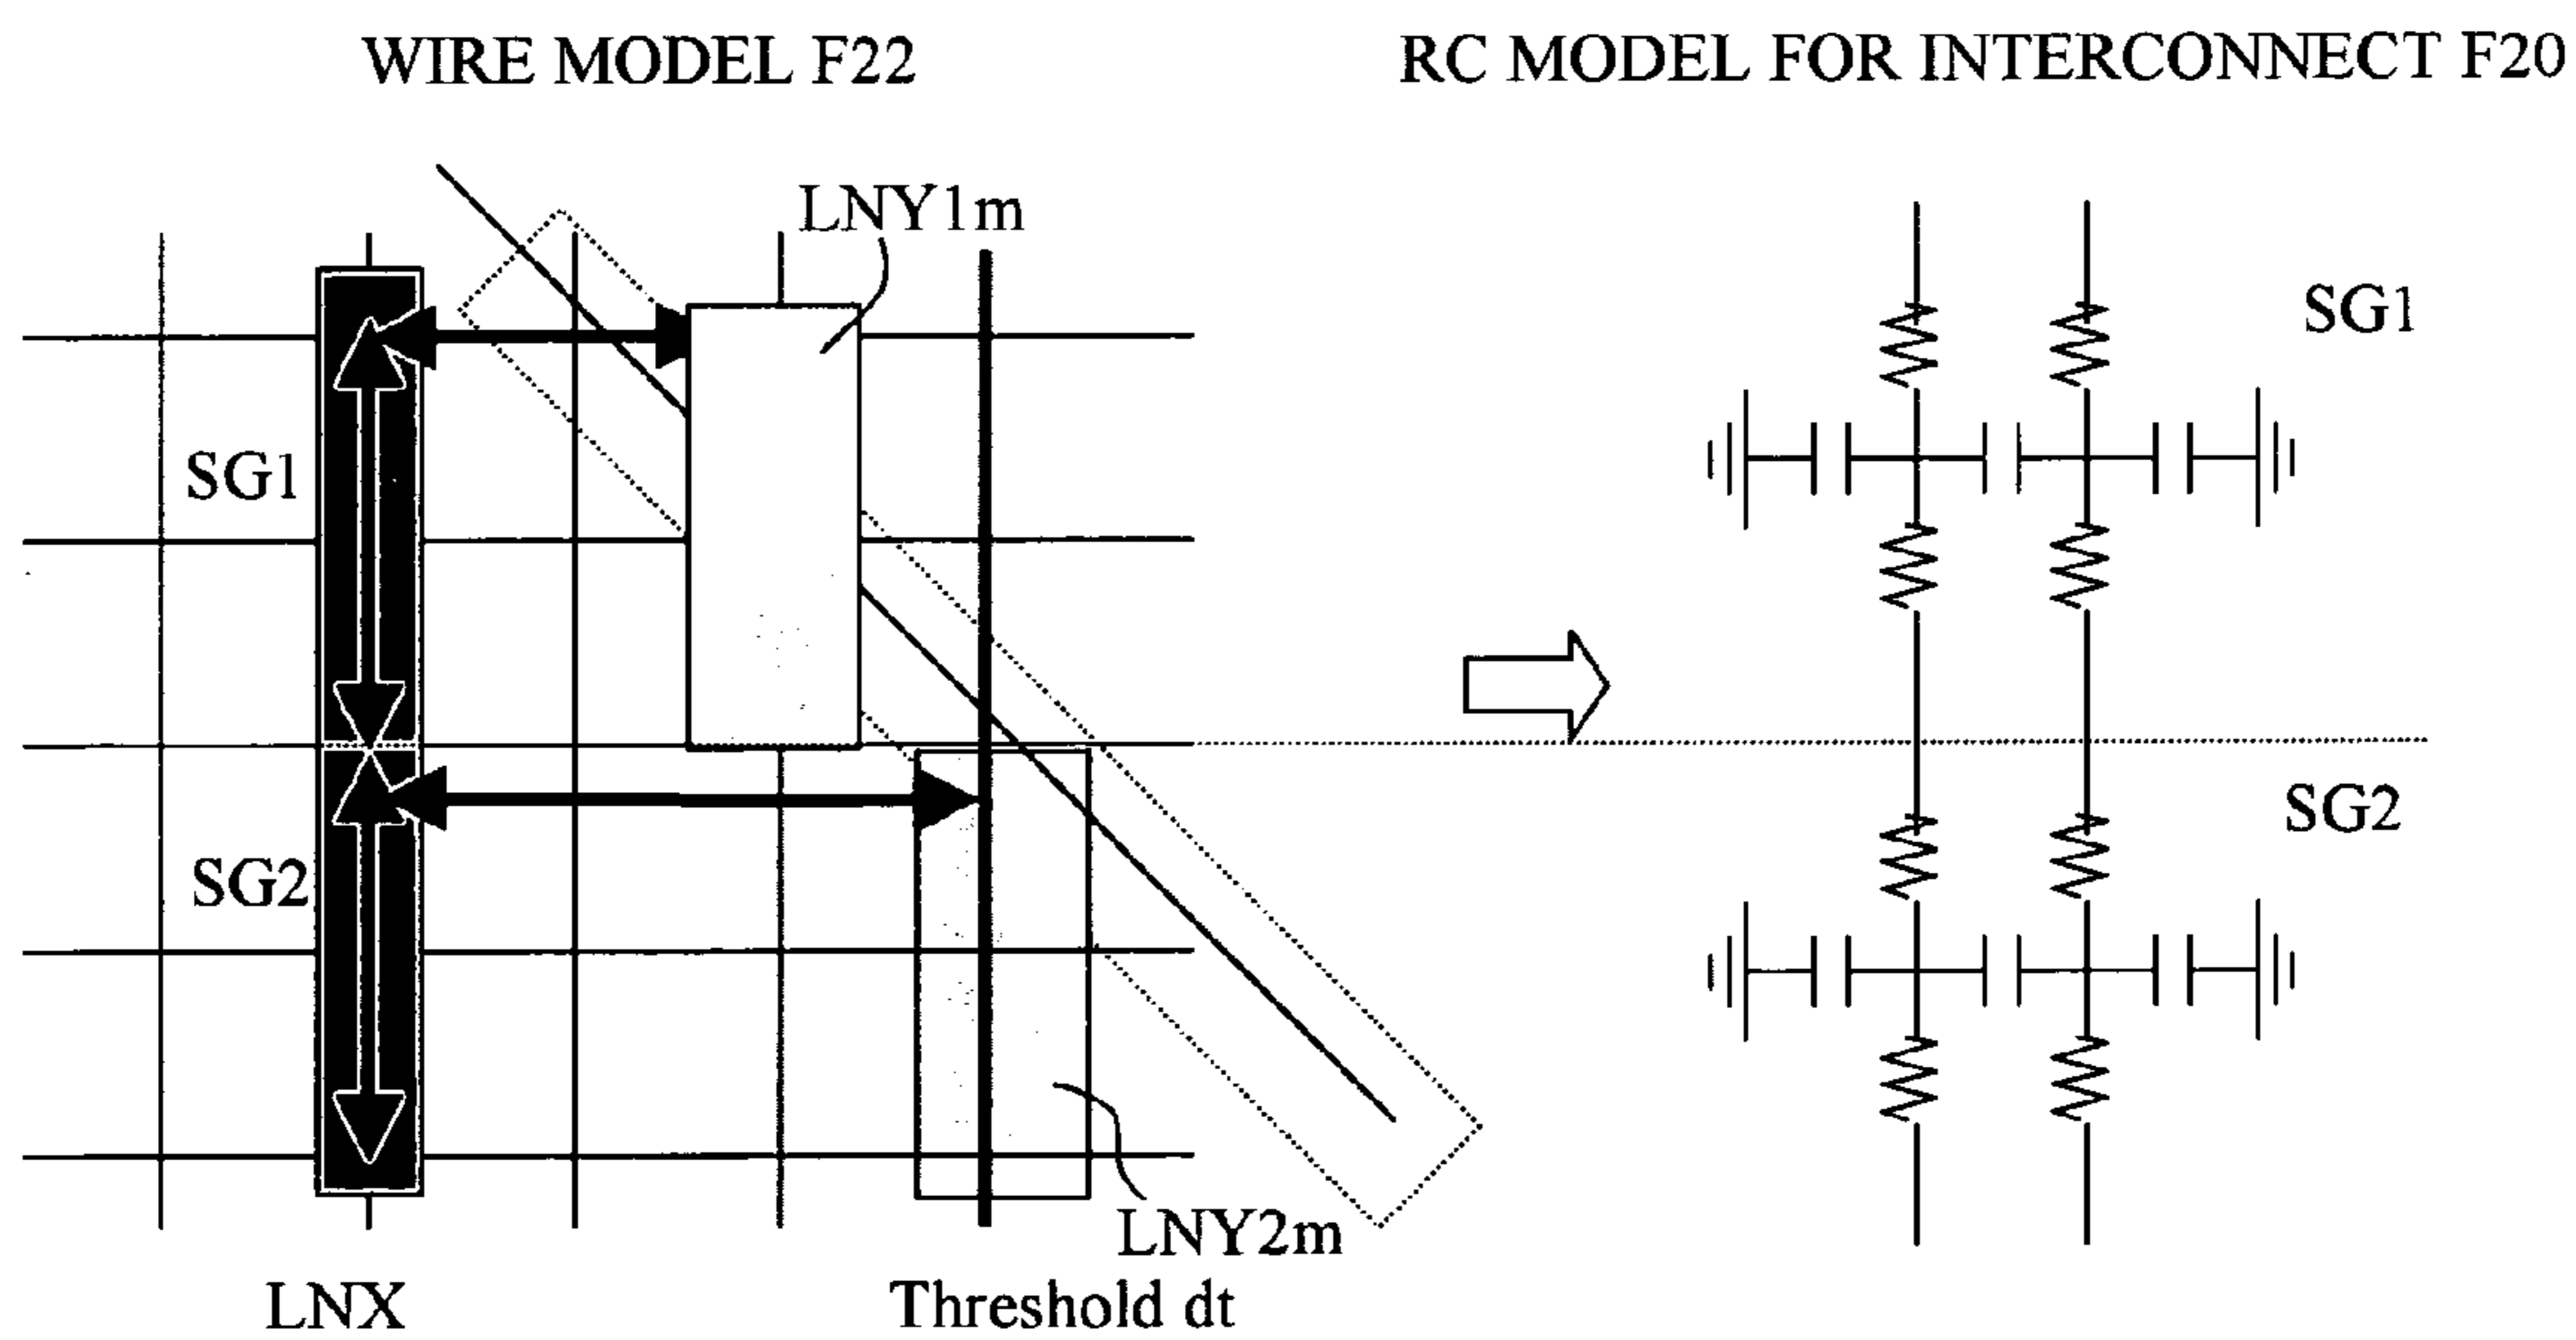 WIRE MODEL F22
RC MODEL FOR INTERCONNECT F20
LNY1m
SG1
SG1
SG2
SG2
LNY2m
LNX
Threshold dt